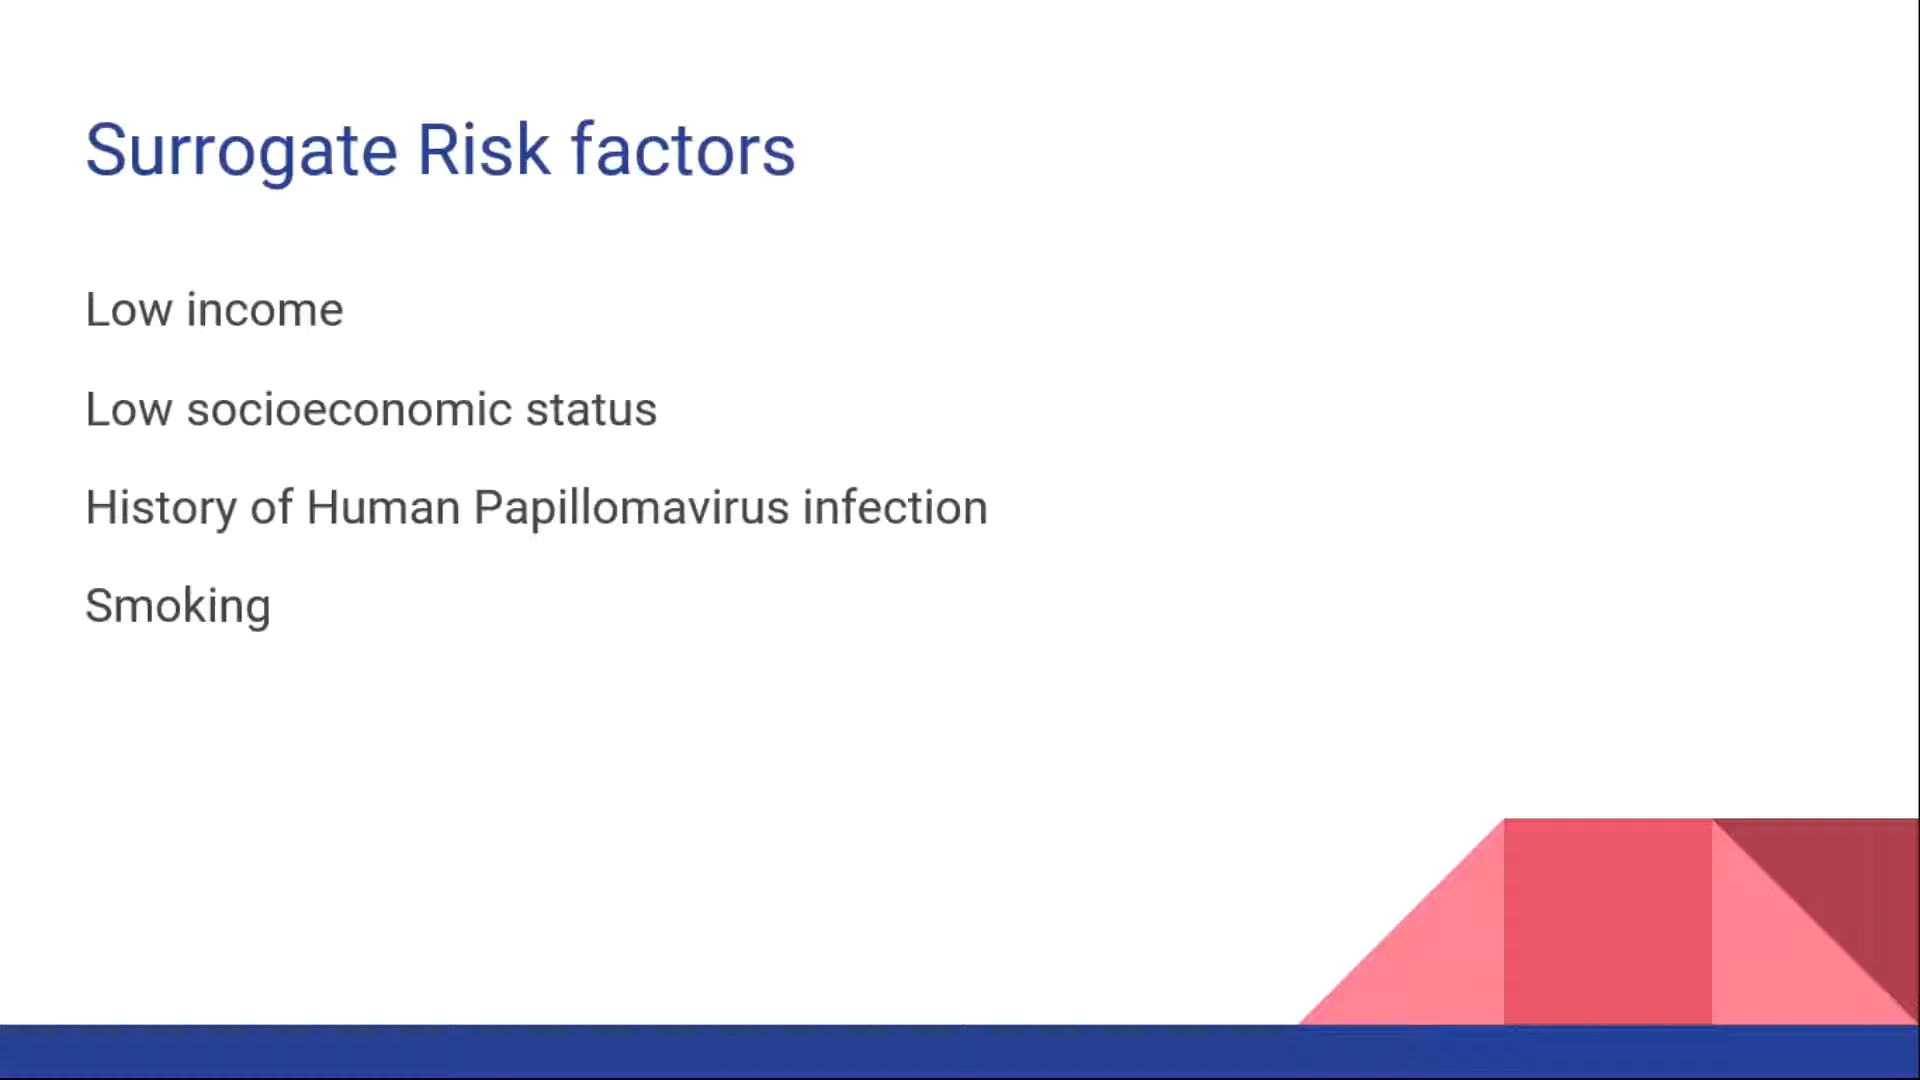 Surrogate Risk factors
Low income
Low socioeconomic status
History of Human Papillomavirus infection
Smoking